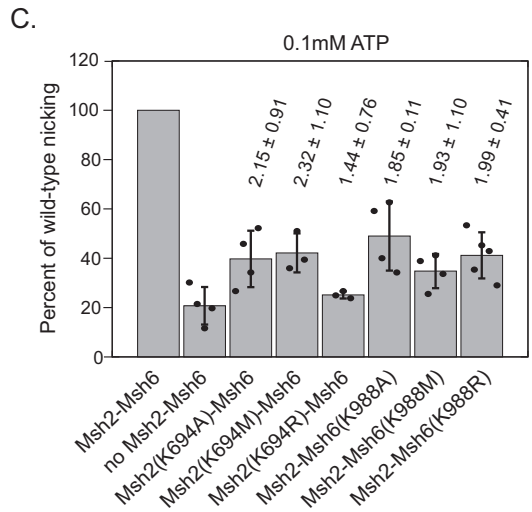 C.
0.1mM ATP
Percent of wild-type nicking
120
100
80
60
40
20
0
2.15 ± 0.91
2.32 ± 1.10
1.44 ± 0.76
1.85 ± 0.11
1.93 ± 1.10
1.99 ± 0.41
Msh2-Msh6
no Msh2-Msh6
Msh2(K694A)-Msh6
Msh2(K694M)-Msh6
Msh2(K694R)-Msh6
Msh2-Msh6(K988A)
Msh2-Msh6(K988M)
Msh2-Msh6(K988R)